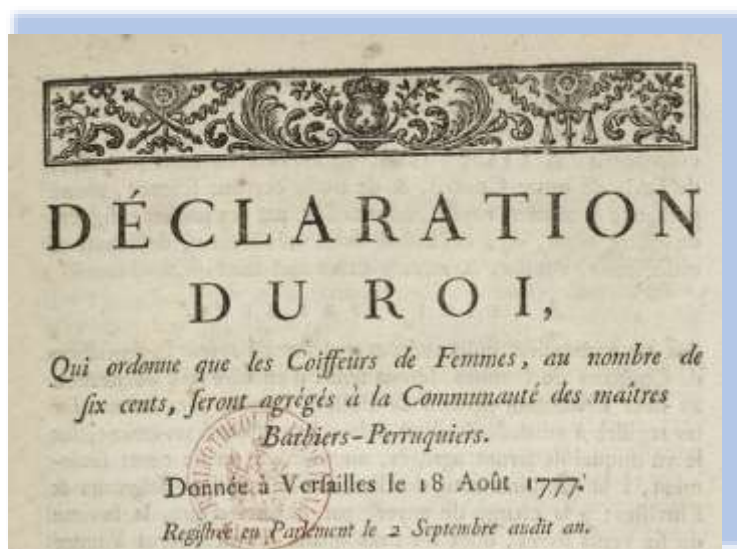 DÉCLARATION
DU ROI,
Qui ordonne que les Coiffeurs de Femmes, au nombre de
six cents, seront agrégés à la Communauté des maîtres
Barbiers-Perruquiers.
Donnée à Versailles le 18 Août 1777.
Registrée en Parlement le 2 Septembre audit an.